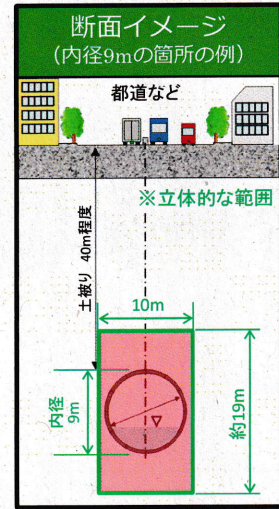 断面イメージ
（内径9mの箇所の例）
都道など
※立体的な範囲
土被り 40m程度
10m
内径
9m
約19m